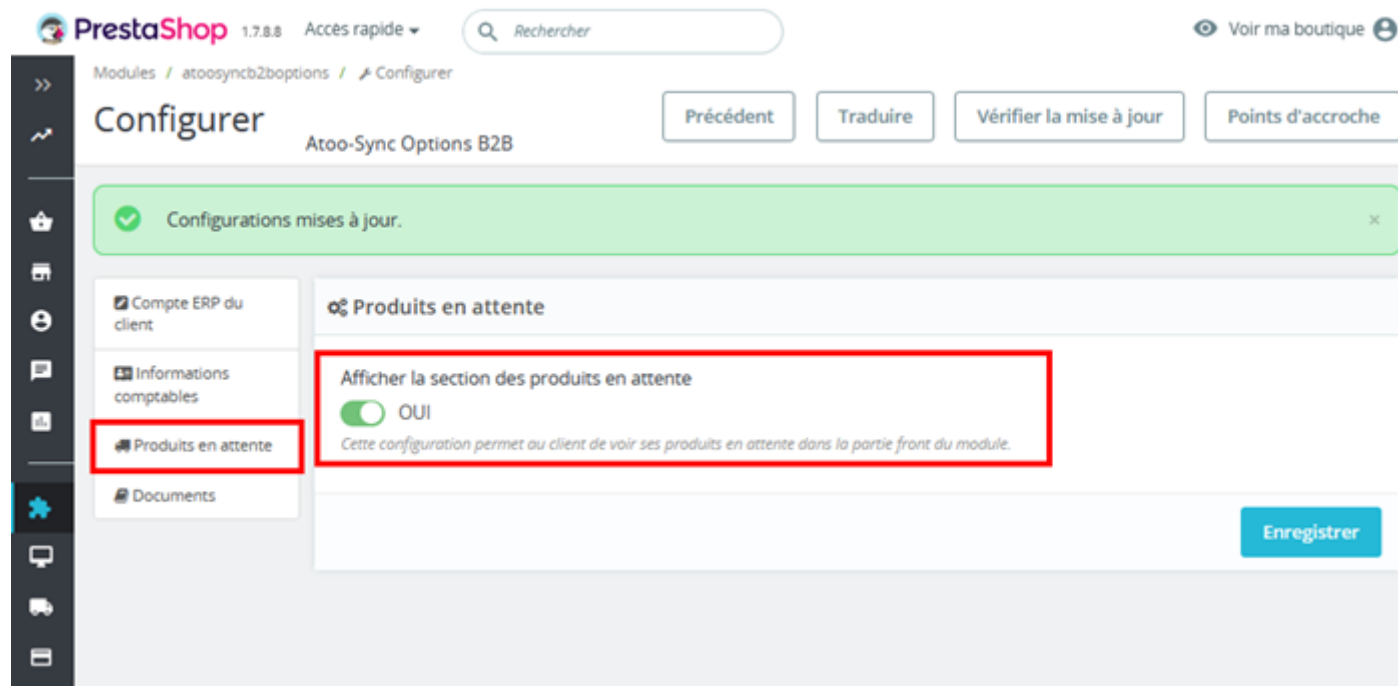 PrestaShop 1.7.8.8 Accès rapide Rechercher Voir ma boutique
Modules / atoosyncb2boptions / Configurer
Configurer
Atoo-Sync Options B2B
Précédent Traduire Vérifier la mise à jour Points d'accroche
Configurations mises à jour. ×
Compte ERP du
client
Informations
comptables
Produits en attente
Documents
Produits en attente
Afficher la section des produits en attente
OUI
Cette configuration permet au client de voir ses produits en attente dans la partie front du module.
Enregistrer